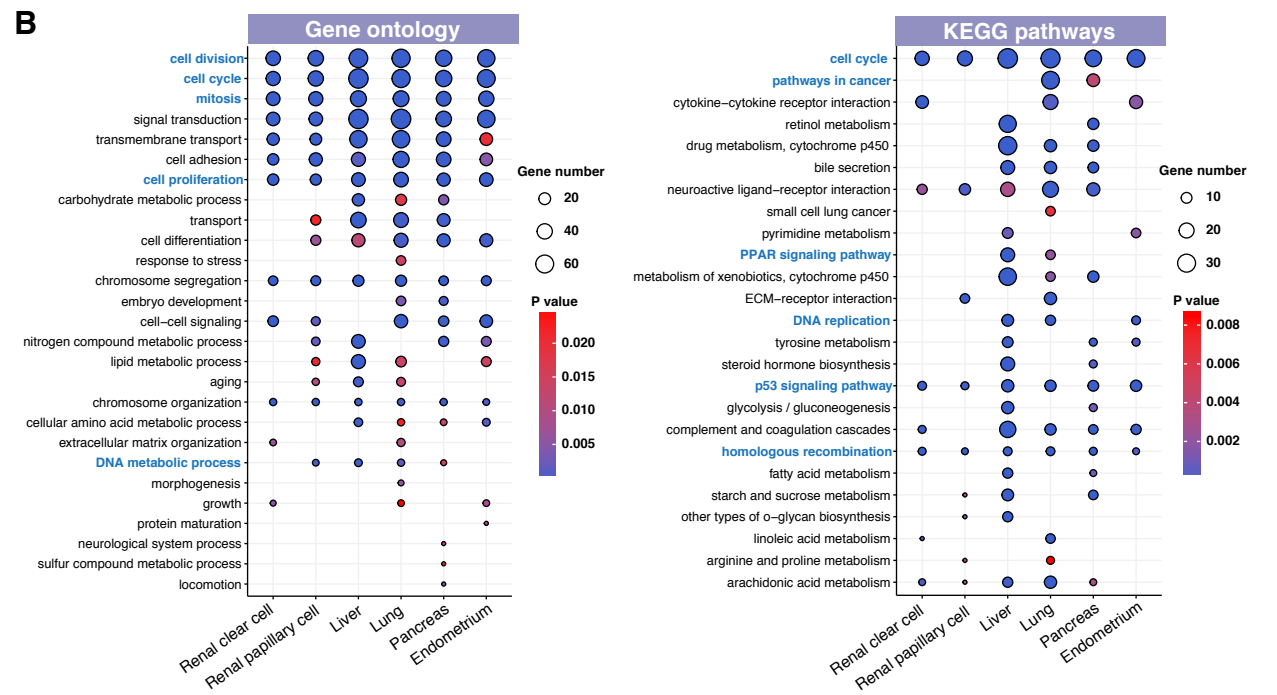 B
Gene ontology
cell division
cell cycle
mitosis
signal transduction
transmembrane transport
cell adhesion
cell proliferation
carbohydrate metabolic process
transport
cell differentiation
response to stress
chromosome segregation
embryo development
cell−cell signaling
nitrogen compound metabolic process
lipid metabolic process
aging
chromosome organization
cellular amino acid metabolic process
extracellular matrix organization
DNA metabolic process
morphogenesis
growth
protein maturation
neurological system process
sulfur compound metabolic process
locomotion
Renal clear cell
Renal papillary cell
Liver
Lung
Pancreas
Endometrium
Gene number
20
40
60
P value
0.020
0.015
0.010
0.005
KEGG pathways
cell cycle
pathways in cancer
cytokine−cytokine receptor interaction
retinol metabolism
drug metabolism, cytochrome p450
bile secretion
neuroactive ligand−receptor interaction
small cell lung cancer
pyrimidine metabolism
PPAR signaling pathway
metabolism of xenobiotics, cytochrome p450
ECM−receptor interaction
DNA replication
tyrosine metabolism
steroid hormone biosynthesis
p53 signaling pathway
glycolysis / gluconeogenesis
complement and coagulation cascades
homologous recombination
fatty acid metabolism
starch and sucrose metabolism
other types of o−glycan biosynthesis
linoleic acid metabolism
arginine and proline metabolism
arachidonic acid metabolism
Renal clear cell
Renal papillary cell
Liver
Lung
Pancreas
Endometrium
Gene number
10
20
30
P value
0.008
0.006
0.004
0.002